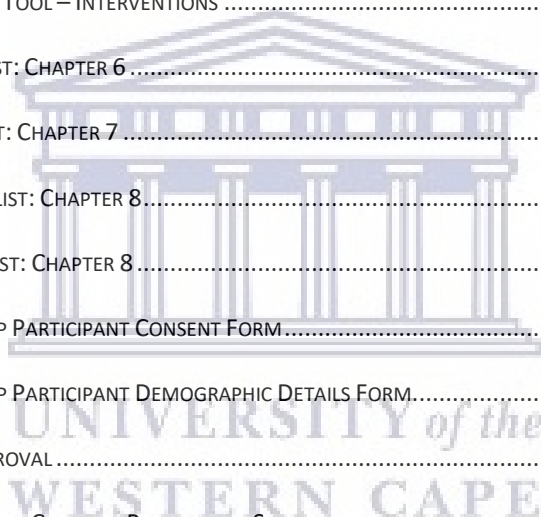 TOOL – INTERVENTIONS ...............................................
ST: CHAPTER 6 ...............................................................
T: CHAPTER 7 ................................................................
LIST: CHAPTER 8.............................................................
ST: CHAPTER 8 ..............................................................
P PARTICIPANT CONSENT FORM ......................................
P PARTICIPANT DEMOGRAPHIC DETAILS FORM...................
UNIVERSITY of the
ROVAL .........................................................................
WESTERN CAPE